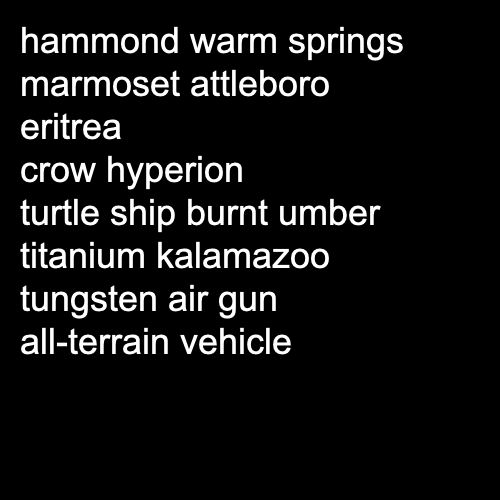 hammond warm springs
marmoset attleboro
eritrea
crow hyperion
turtle ship burnt umber
titanium kalamazoo
tungsten air gun
all-terrain vehicle